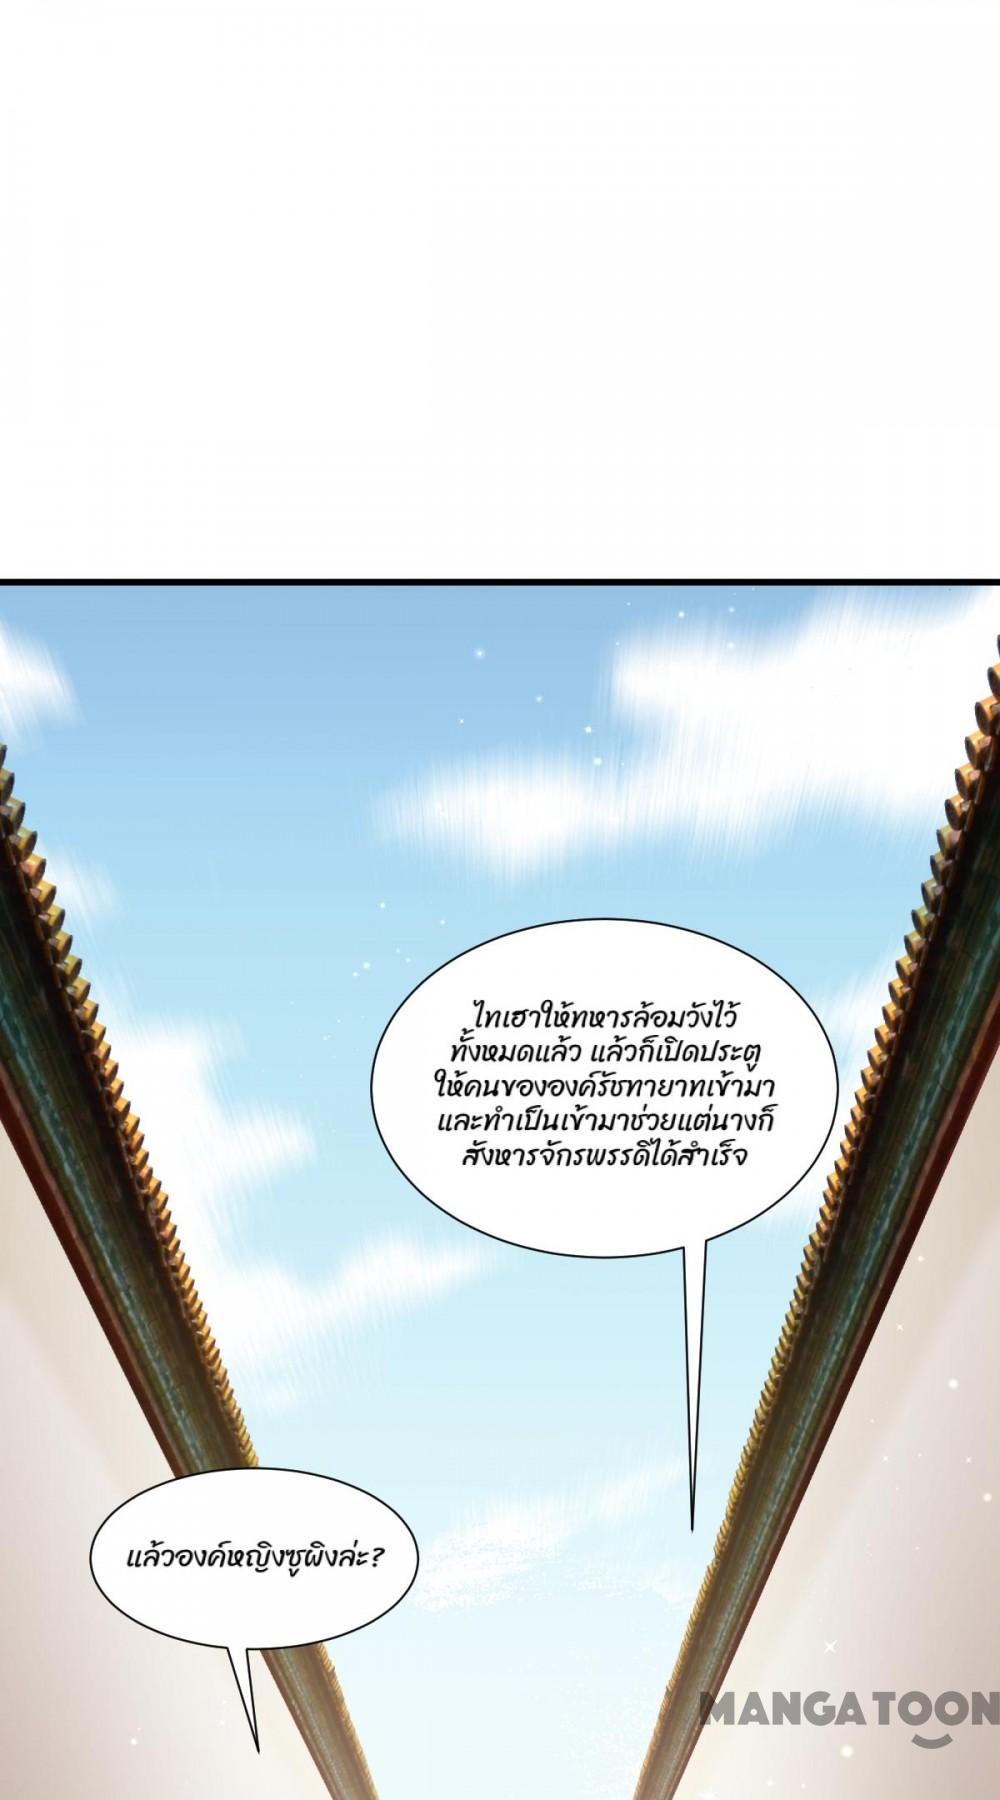 ไทเฮาให้ทหารล้อมวังไว้
ทั้งหมดแล้ว แล้วก็เปิดประตู
ให้คนขององค์รัชทายาทเข้ามา
และทำเป็นเข้ามาช่วยแต่นางก็
สังหารจักรพรรดิได้สำเร็จ
แล้วองค์หญิงซูผิงล่ะ?
MANGATOON